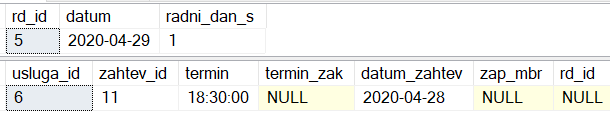 rd_id datum radni_dan_s
5 2020-04-29 1
usluga_id zahtev_id termin termin_zak datum_zahtev zap_mbr rd_id
6 11 18:30:00 NULL 2020-04-28 NULL NULL